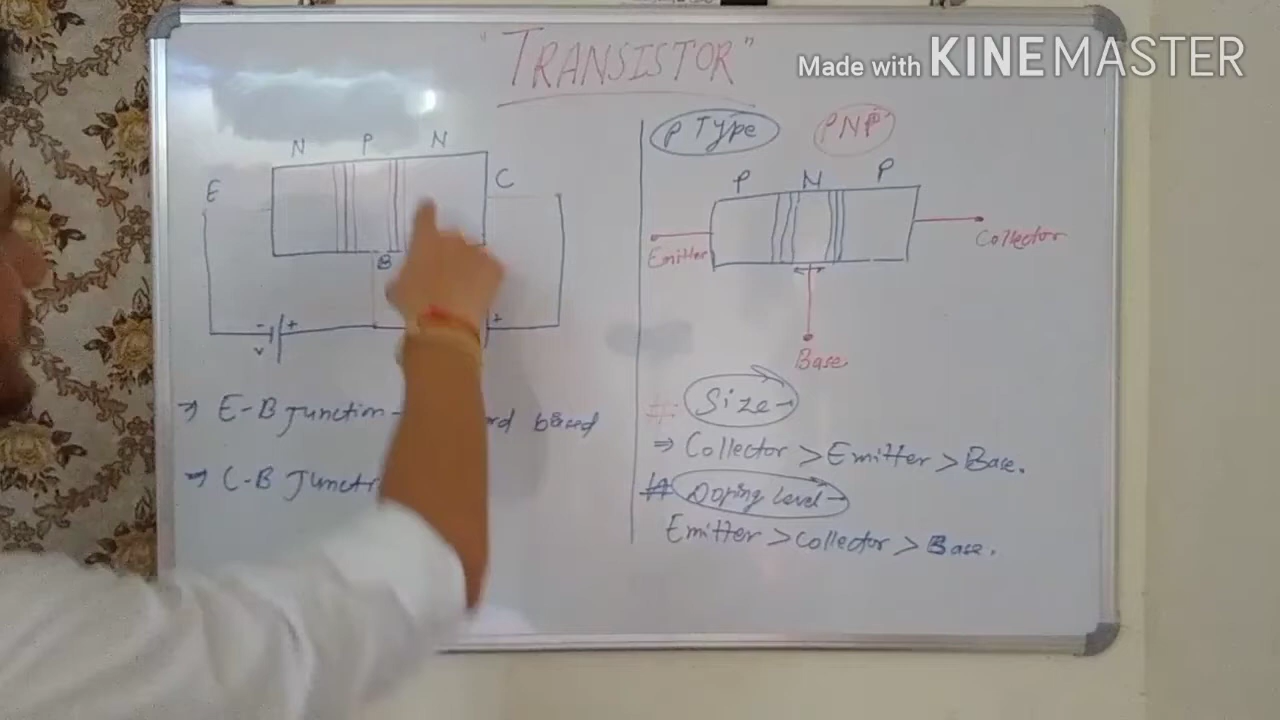 "TRANSISTOR"
Made with KINEMASTER
N P N
E
C
B
- +
V
+
⇒ E-B Junction - biased
⇒ C-B
P Type
PNP
P N P
Emitter
Collector
Base
# Size →
⇒ Collector > Emitter > Base.
# Doping Level →
Emitter > Collector > Base.